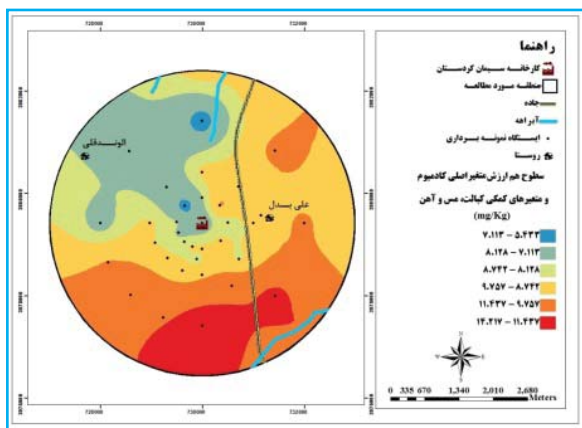 راهنما
کارخانه سیمان کردستان
منطقه مورد مطالعه
جاده
آبراهه
ایستگاه نمونه برداری
روستا
سطوح هم ارزش متغیر اصلی کادمیوم
و متغیرهای کمکی کبالت، مس و آهن
(mg/Kg)
۷.۱۱۳ – ۵.۴۳۳
۸.۱۲۸ – ۷.۱۱۳
۸.۷۴۲ – ۸.۱۲۸
۹.۷۵۷ – ۸.۷۴۲
۱۱.۴۳۷ – ۹.۷۵۷
۱۴.۲۱۷ – ۱۱.۴۳۷
N
0 335 670 1,340 2,010 2,680
Meters
الوندقلی
علی بدل